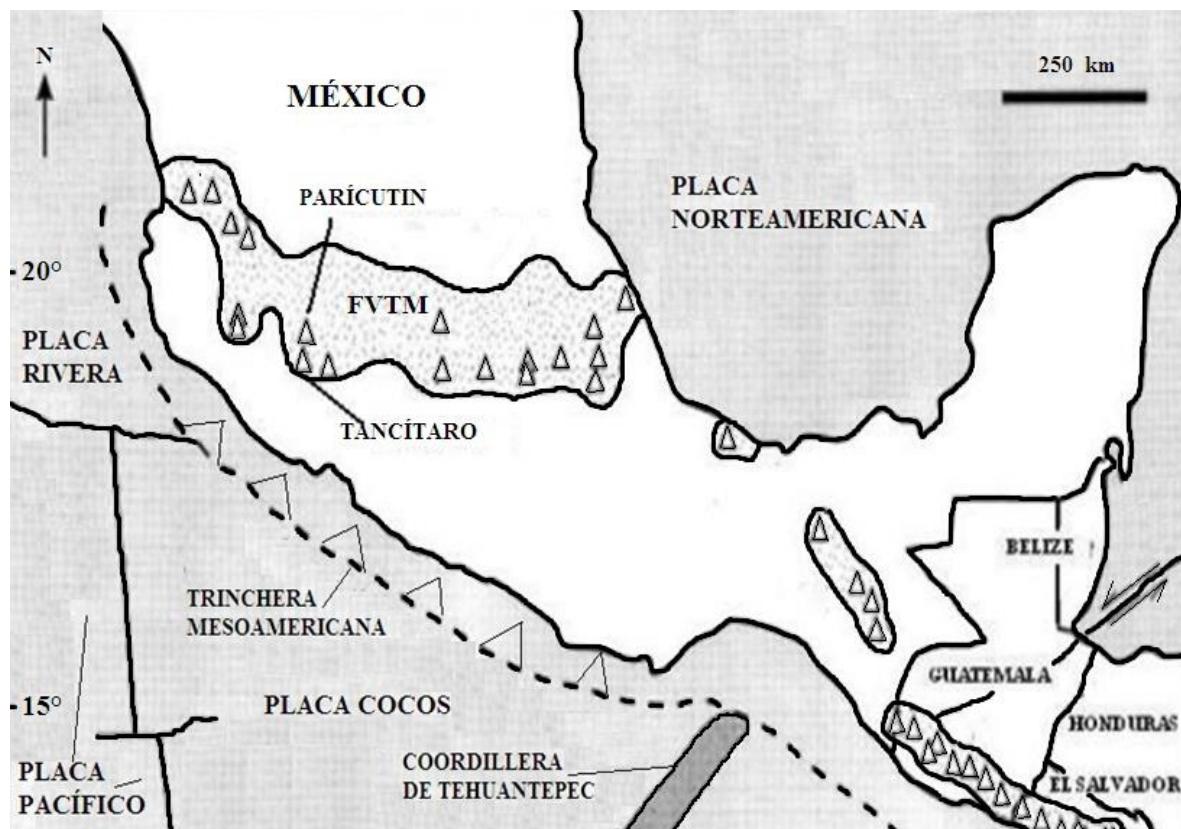 N
250 km
MÉXICO
PARÍCUTIN
PLACA
NORTEAMERICANA
20°
FVTM
PLACA
RIVERA
TANCÍTARO
BELIZE
TRINCHERA
MESOAMERICANA
GUATEMALA
15°
PLACA COCOS
HONDURAS
PLACA
PACÍFICO
COORDILLERA
DE TEHUANTEPEC
EL SALVADOR